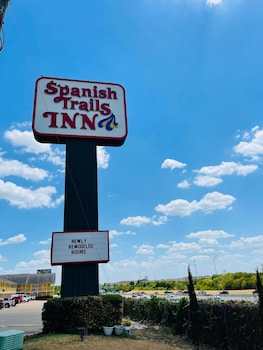 Spanish
Trails
INN
NEWLY
REMODELED
ROOMS